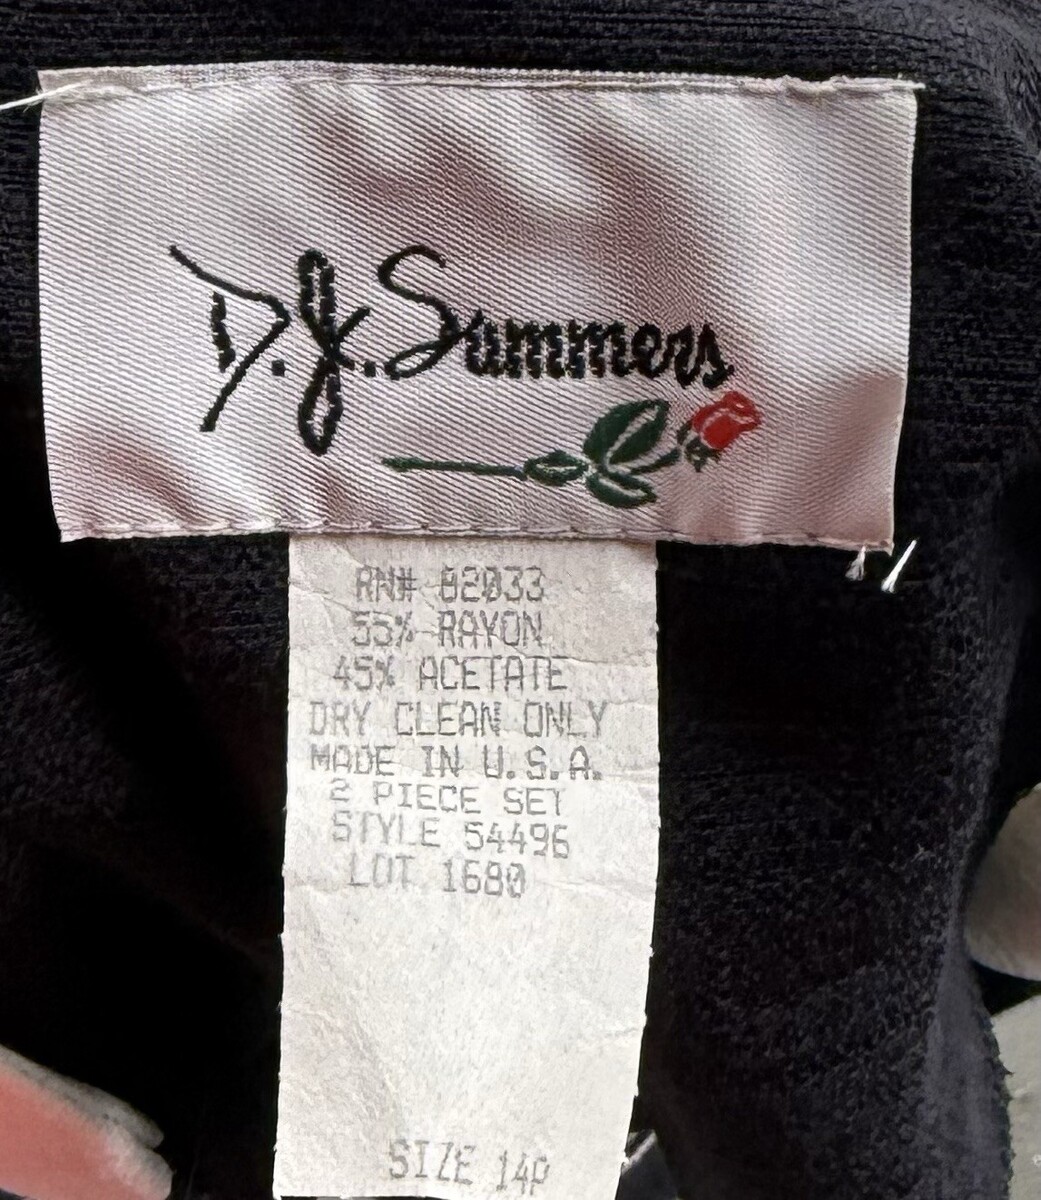 D.J. Summers
RN# 82033
55% RAYON
45% ACETATE
DRY CLEAN ONLY
MADE IN U.S.A.
2 PIECE SET
STYLE 54496
LOT 1680
SIZE 14P